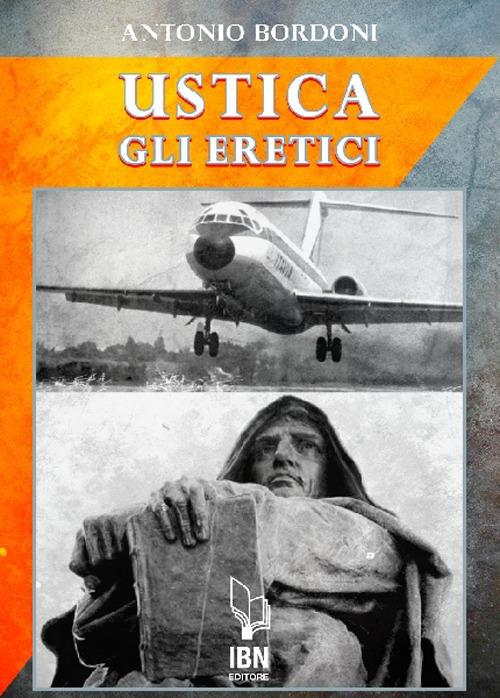 ANTONIO BORDONI
USTICA
GLI ERETICI
ITAVIA
IBN
EDITORE